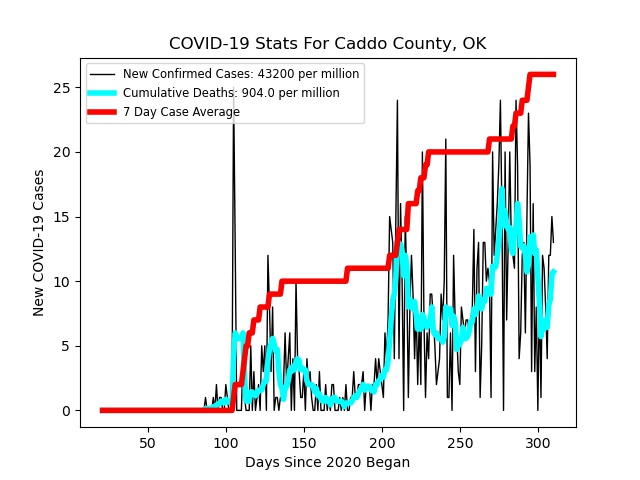 COVID-19 Stats For Caddo County, OK
New Confirmed Cases: 43200 per million
Cumulative Deaths: 904.0 per million
7 Day Case Average
25
20
15
10
5
0
New COVID-19 Cases
50 100 150 200 250 300
Days Since 2020 Began